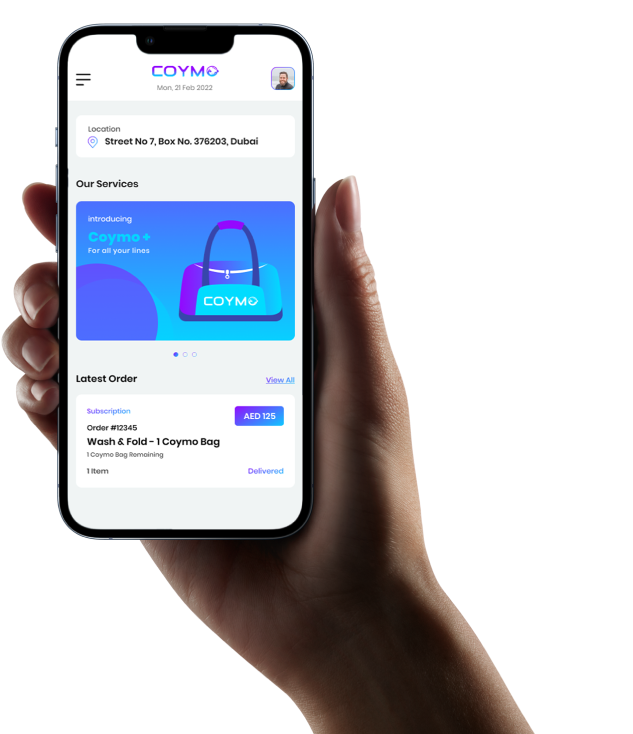 COYMO
Mon, 21 Feb 2022
Location
Street No 7, Box No. 376203, Dubai
Our Services
introducing
Coymo +
For all your lines
COYMO
Latest Order
View All
Subscription
AED 125
Order #12345
Wash & Fold - 1 Coymo Bag
1 Coymo Bag Remaining
1 Item
Delivered